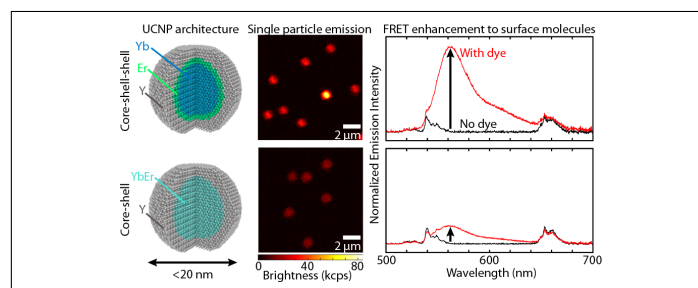 UCNP architecture
Single particle emission
FRET enhancement to surface molecules
Core-shell-shell
Yb
Er
Y
2 μm
With dye
No dye
Normalized Emission Intensity
Core-shell
YbEr
Y
2 μm
<20 nm
0 40 80
Brightness (kcps)
500 600 700
Wavelength (nm)